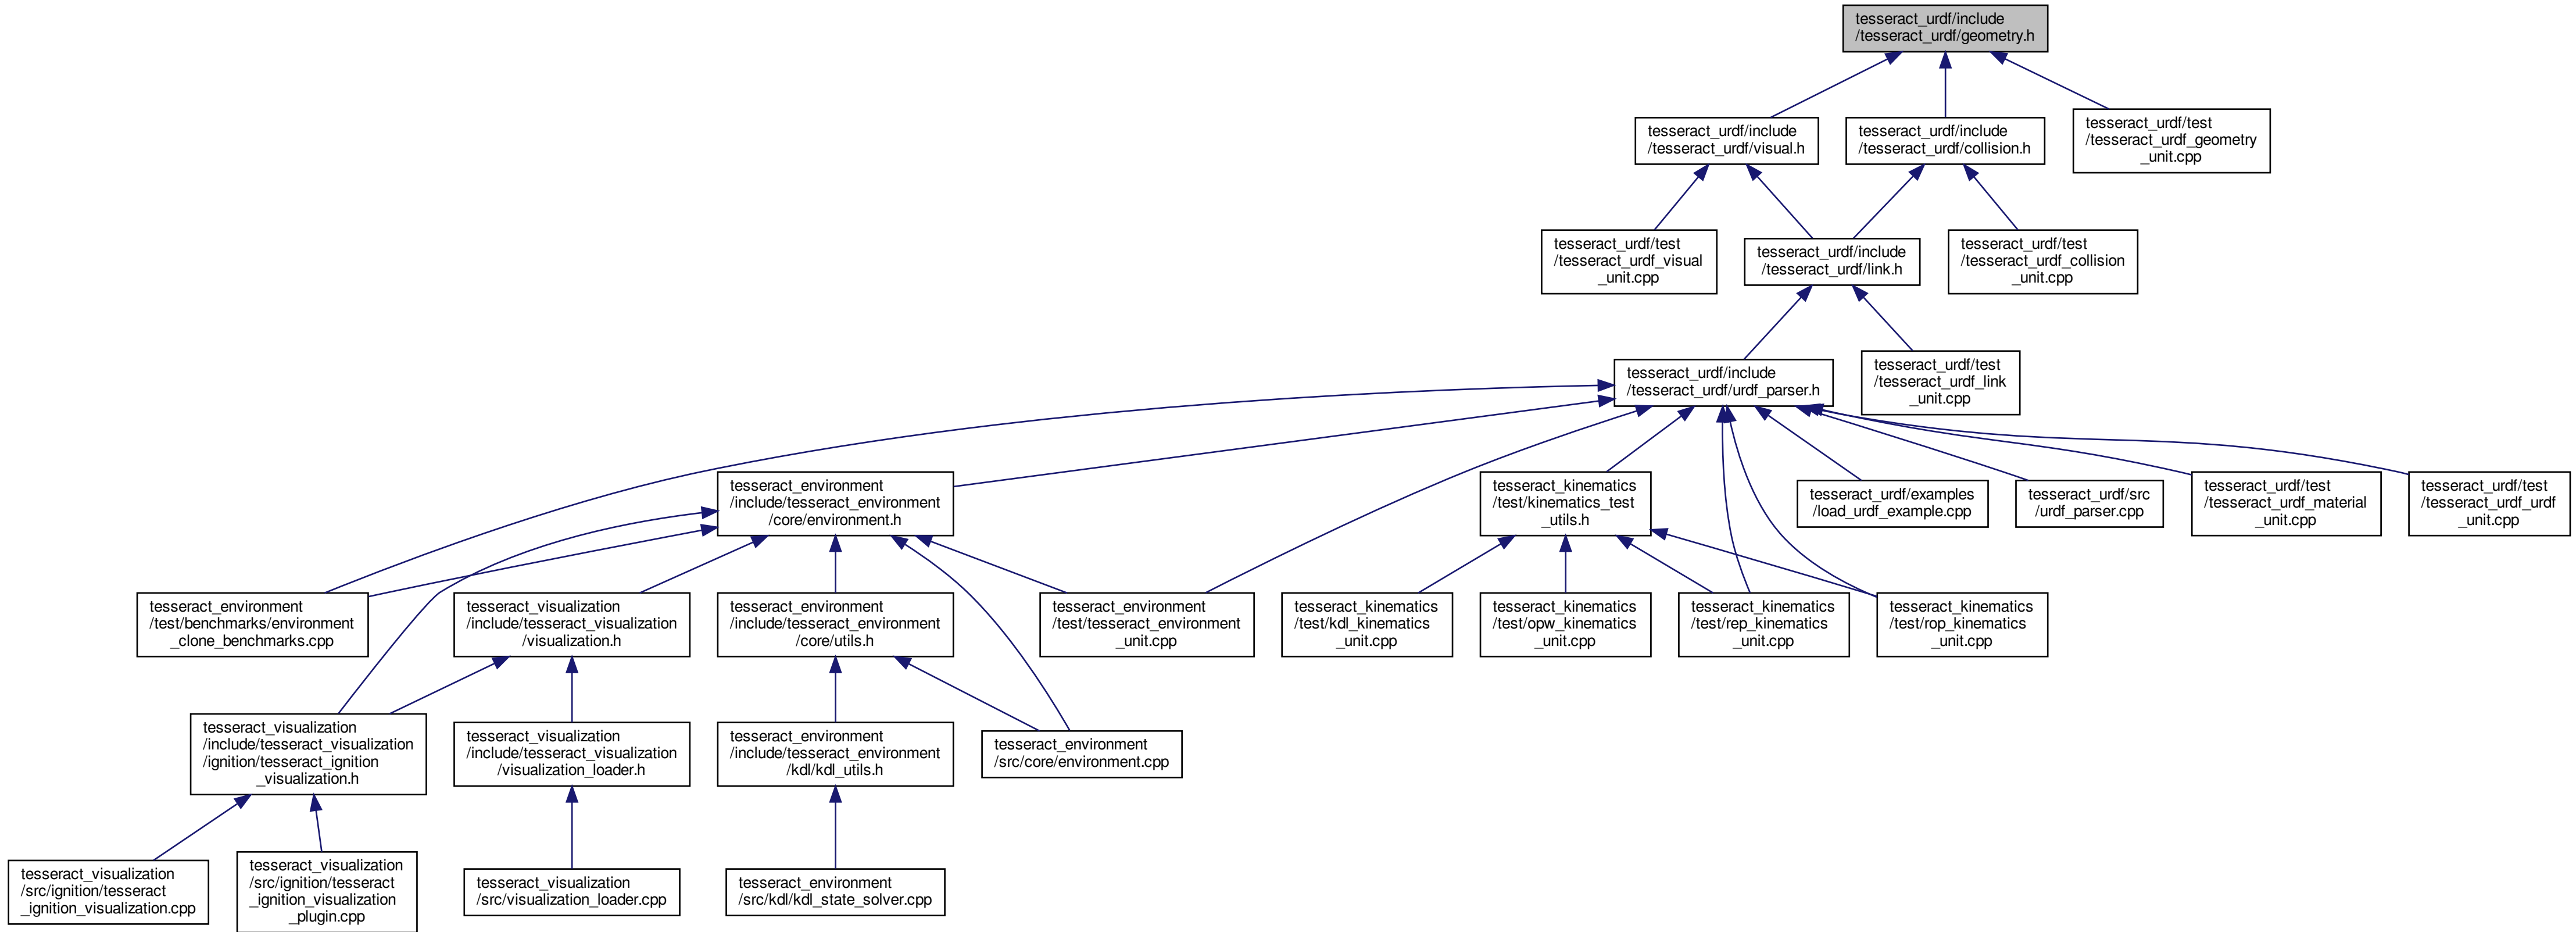 tesseract_urdf/include
/tesseract_urdf/geometry.h
tesseract_urdf/include
/tesseract_urdf/visual.h
tesseract_urdf/include
/tesseract_urdf/collision.h
tesseract_urdf/test
/tesseract_urdf_geometry
_unit.cpp
tesseract_urdf/test
/tesseract_urdf_visual
_unit.cpp
tesseract_urdf/include
/tesseract_urdf/link.h
tesseract_urdf/test
/tesseract_urdf_collision
_unit.cpp
tesseract_urdf/include
/tesseract_urdf/urdf_parser.h
tesseract_urdf/test
/tesseract_urdf_link
_unit.cpp
tesseract_environment
/include/tesseract_environment
/core/environment.h
tesseract_kinematics
/test/kinematics_test
_utils.h
tesseract_urdf/examples
/load_urdf_example.cpp
tesseract_urdf/src
/urdf_parser.cpp
tesseract_urdf/test
/tesseract_urdf_material
_unit.cpp
tesseract_urdf/test
/tesseract_urdf_urdf
_unit.cpp
tesseract_environment
/test/benchmarks/environment
_clone_benchmarks.cpp
tesseract_visualization
/include/tesseract_visualization
/visualization.h
tesseract_environment
/include/tesseract_environment
/core/utils.h
tesseract_environment
/test/tesseract_environment
_unit.cpp
tesseract_kinematics
/test/kdl_kinematics
_unit.cpp
tesseract_kinematics
/test/opw_kinematics
_unit.cpp
tesseract_kinematics
/test/rep_kinematics
_unit.cpp
tesseract_kinematics
/test/rop_kinematics
_unit.cpp
tesseract_visualization
/include/tesseract_visualization
/ignition/tesseract_ignition
_visualization.h
tesseract_visualization
/include/tesseract_visualization
/visualization_loader.h
tesseract_environment
/include/tesseract_environment
/kdl/kdl_utils.h
tesseract_environment
/src/core/environment.cpp
tesseract_visualization
/src/ignition/tesseract
_ignition_visualization.cpp
tesseract_visualization
/src/ignition/tesseract
_ignition_visualization
_plugin.cpp
tesseract_visualization
/src/visualization_loader.cpp
tesseract_environment
/src/kdl/kdl_state_solver.cpp